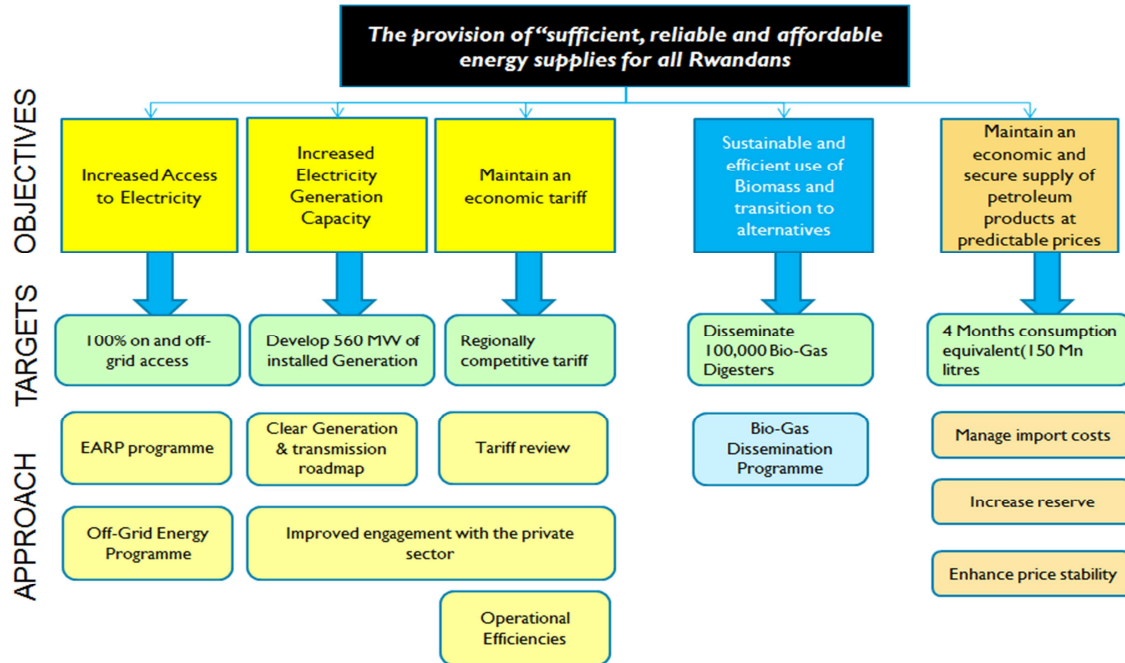 The provision of “sufficient, reliable and affordable
energy supplies for all Rwandans
OBJECTIVES
Increased Access
to Electricity
Increased
Electricity
Generation
Capacity
Maintain an
economic tariff
Sustainable and
efficient use of
Biomass and
transition to
alternatives
Maintain an
economic and
secure supply of
petroleum
products at
predictable prices
TARGETS
100% on and off-
grid access
Develop 560 MW of
installed Generation
Regionally
competitive tariff
Disseminate
100,000 Bio-Gas
Digesters
4 Months consumption
equivalent(150 Mn
litres
APPROACH
EARP programme
Clear Generation
& transmission
roadmap
Tariff review
Bio-Gas
Dissemination
Programme
Manage import costs
Off-Grid Energy
Programme
Improved engagement with the private
sector
Increase reserve
Operational
Efficiencies
Enhance price stability